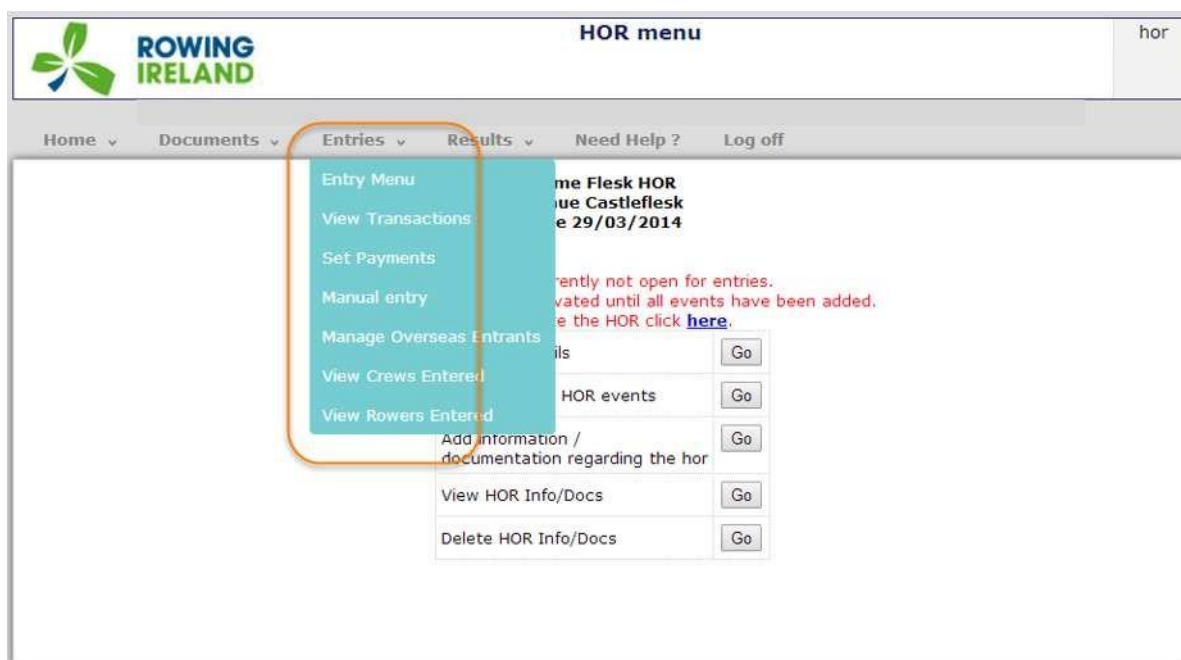 ROWING
IRELAND
HOR menu
hor
Home Documents Entries Results Need Help ? Log off
Entry Menu
View Transactions
Set Payments
Manual entry
Manage Overseas Entrants
View Crews Entered
View Rowers Entered
me Flesk HOR
ue Castleflesk
e 29/03/2014
rently not open for entries.
vated until all events have been added.
e the HOR click here.
ils Go
HOR events Go
Add information / Go
documentation regarding the hor
View HOR Info/Docs Go
Delete HOR Info/Docs Go